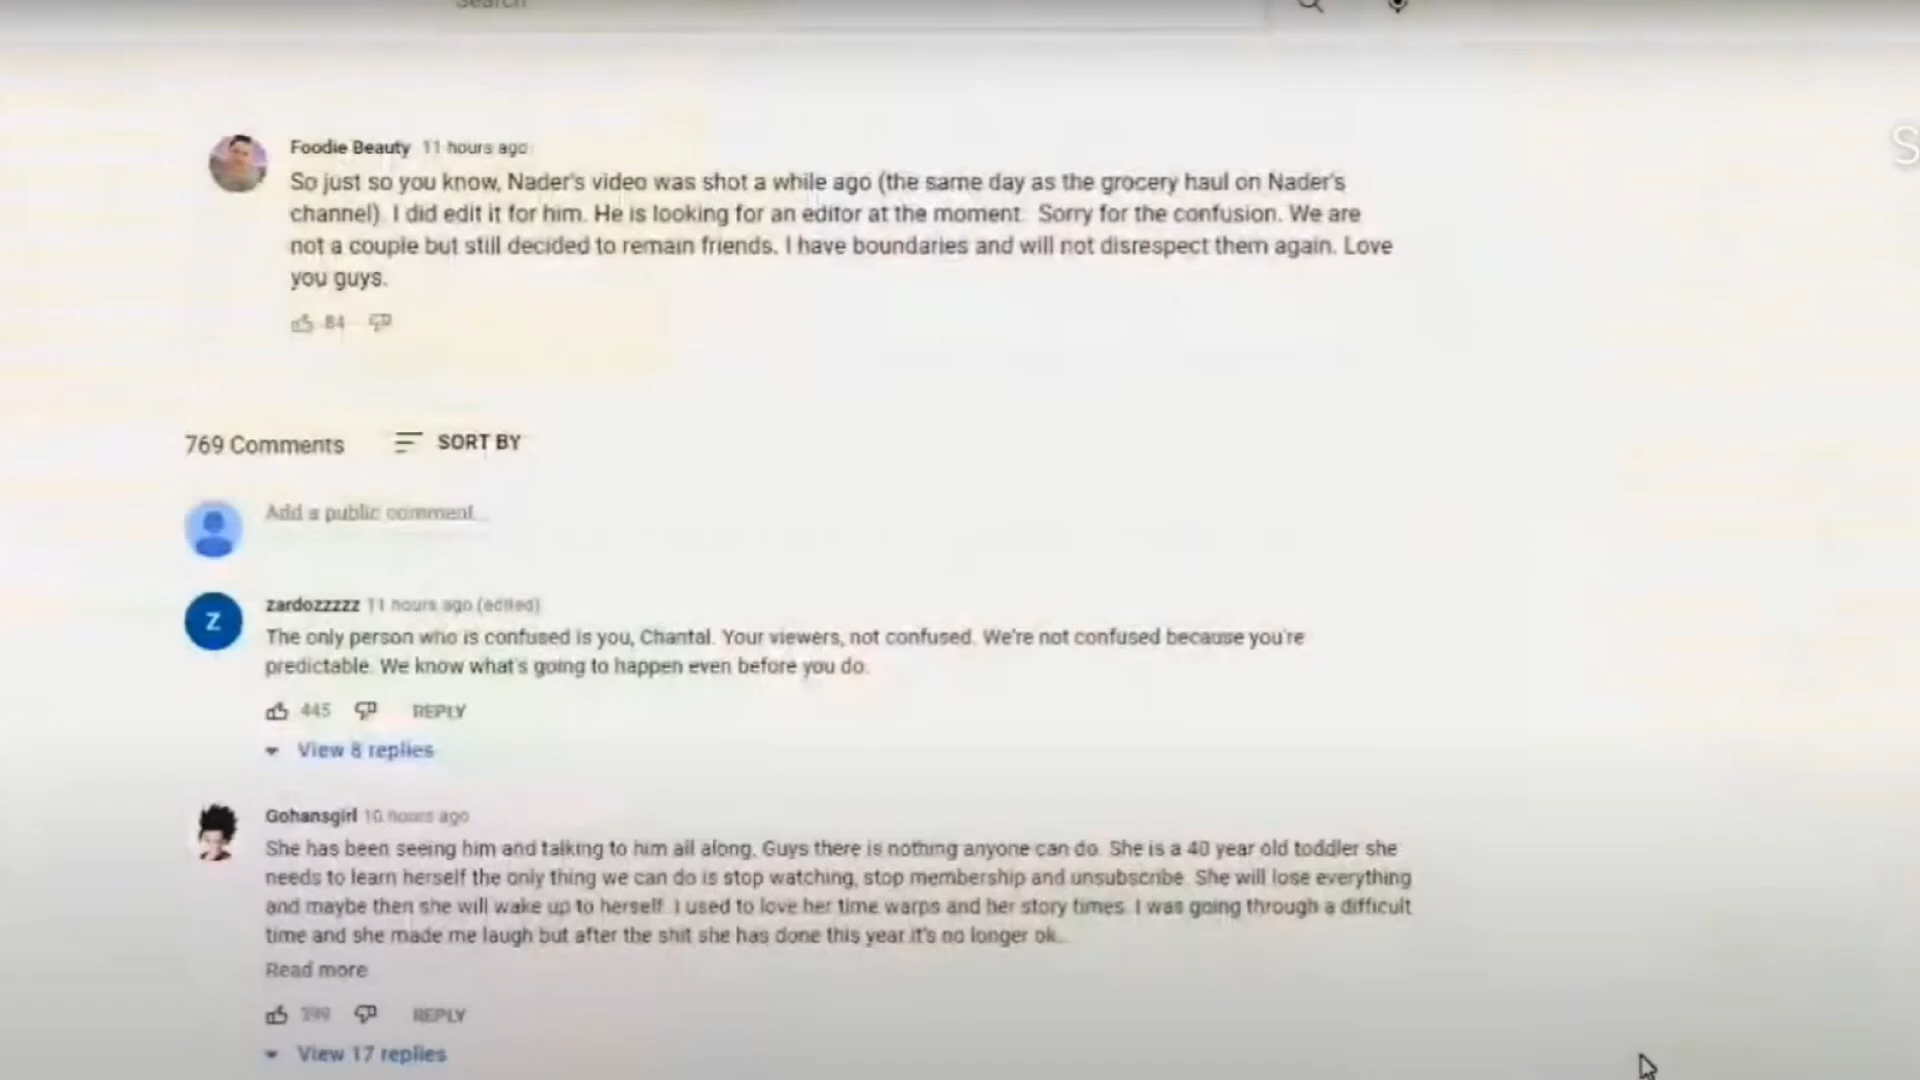 Search
S
Foodie Beauty 11 hours ago
So just so you know, Nader's video was shot a while ago (the same day as the grocery haul on Nader's
channel). I did edit it for him. He is looking for an editor at the moment. Sorry for the confusion. We are
not a couple but still decided to remain friends. I have boundaries and will not disrespect them again. Love
you guys.
84
769 Comments SORT BY
Add a public comment...
Z
zardozzzzz 11 hours ago (edited)
The only person who is confused is you, Chantal. Your viewers, not confused. We're not confused because you're
predictable. We know what's going to happen even before you do.
445 REPLY
View 8 replies
Gohansgirl 10 hours ago
She has been seeing him and talking to him all along. Guys there is nothing anyone can do. She is a 40 year old toddler she
needs to learn herself the only thing we can do is stop watching, stop membership and unsubscribe. She will lose everything
and maybe then she will wake up to herself. I used to love her time warps and her story times. I was going through a difficult
time and she made me laugh but after the shit she has done this year it's no longer ok...
Read more
REPLY
View 17 replies